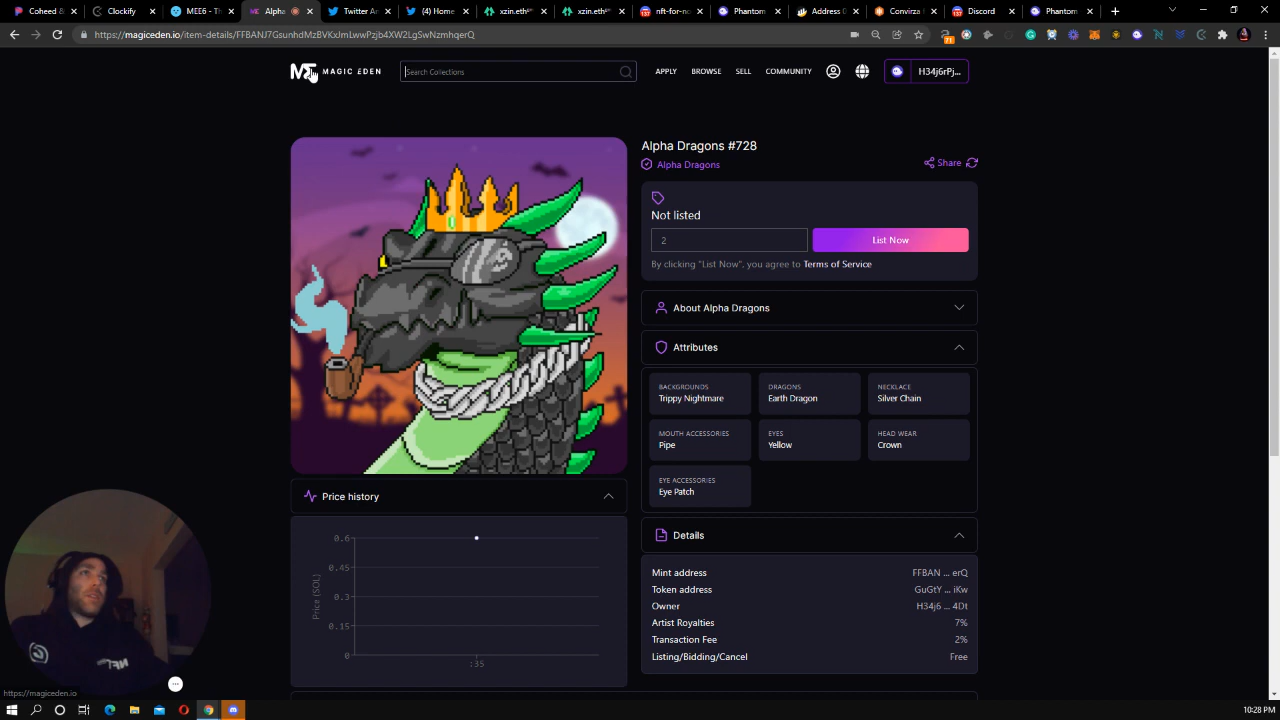 Coheed &
Clockify
MEE6 - Th
Alpha
Twitter Ar
(4) Home
xzin.eth
xzin.eth
nft-for-no
Phantom
Address D
Convirza
Discord
Phantom
magiceden.io/item-details/FFBANJ7GsunhdMzBVKxJmLwwPzjb4XW2LgSwNzmhqerQ
71
MAGIC EDEN
Search Collections
APPLY
BROWSE
SELL
COMMUNITY
H34j6rPj...
Alpha Dragons #728
Alpha Dragons
Share
Not listed
2
List Now
By clicking "List Now", you agree to Terms of Service
About Alpha Dragons
Attributes
BACKGROUNDS
Trippy Nightmare
DRAGONS
Earth Dragon
NECKLACE
Silver Chain
MOUTH ACCESSORIES
Pipe
EYES
Yellow
HEAD WEAR
Crown
EYE ACCESSORIES
Eye Patch
Price history
0.6
0.45
0.3
0.15
0
Price (SOL)
:35
Details
Mint address
FFBAN ... erQ
Token address
GuGtY ... iKw
Owner
H34j6 ... 4Dt
Artist Royalties
7%
Transaction Fee
2%
Listing/Bidding/Cancel
Free
NFT
https://magiceden.io
10:28 PM